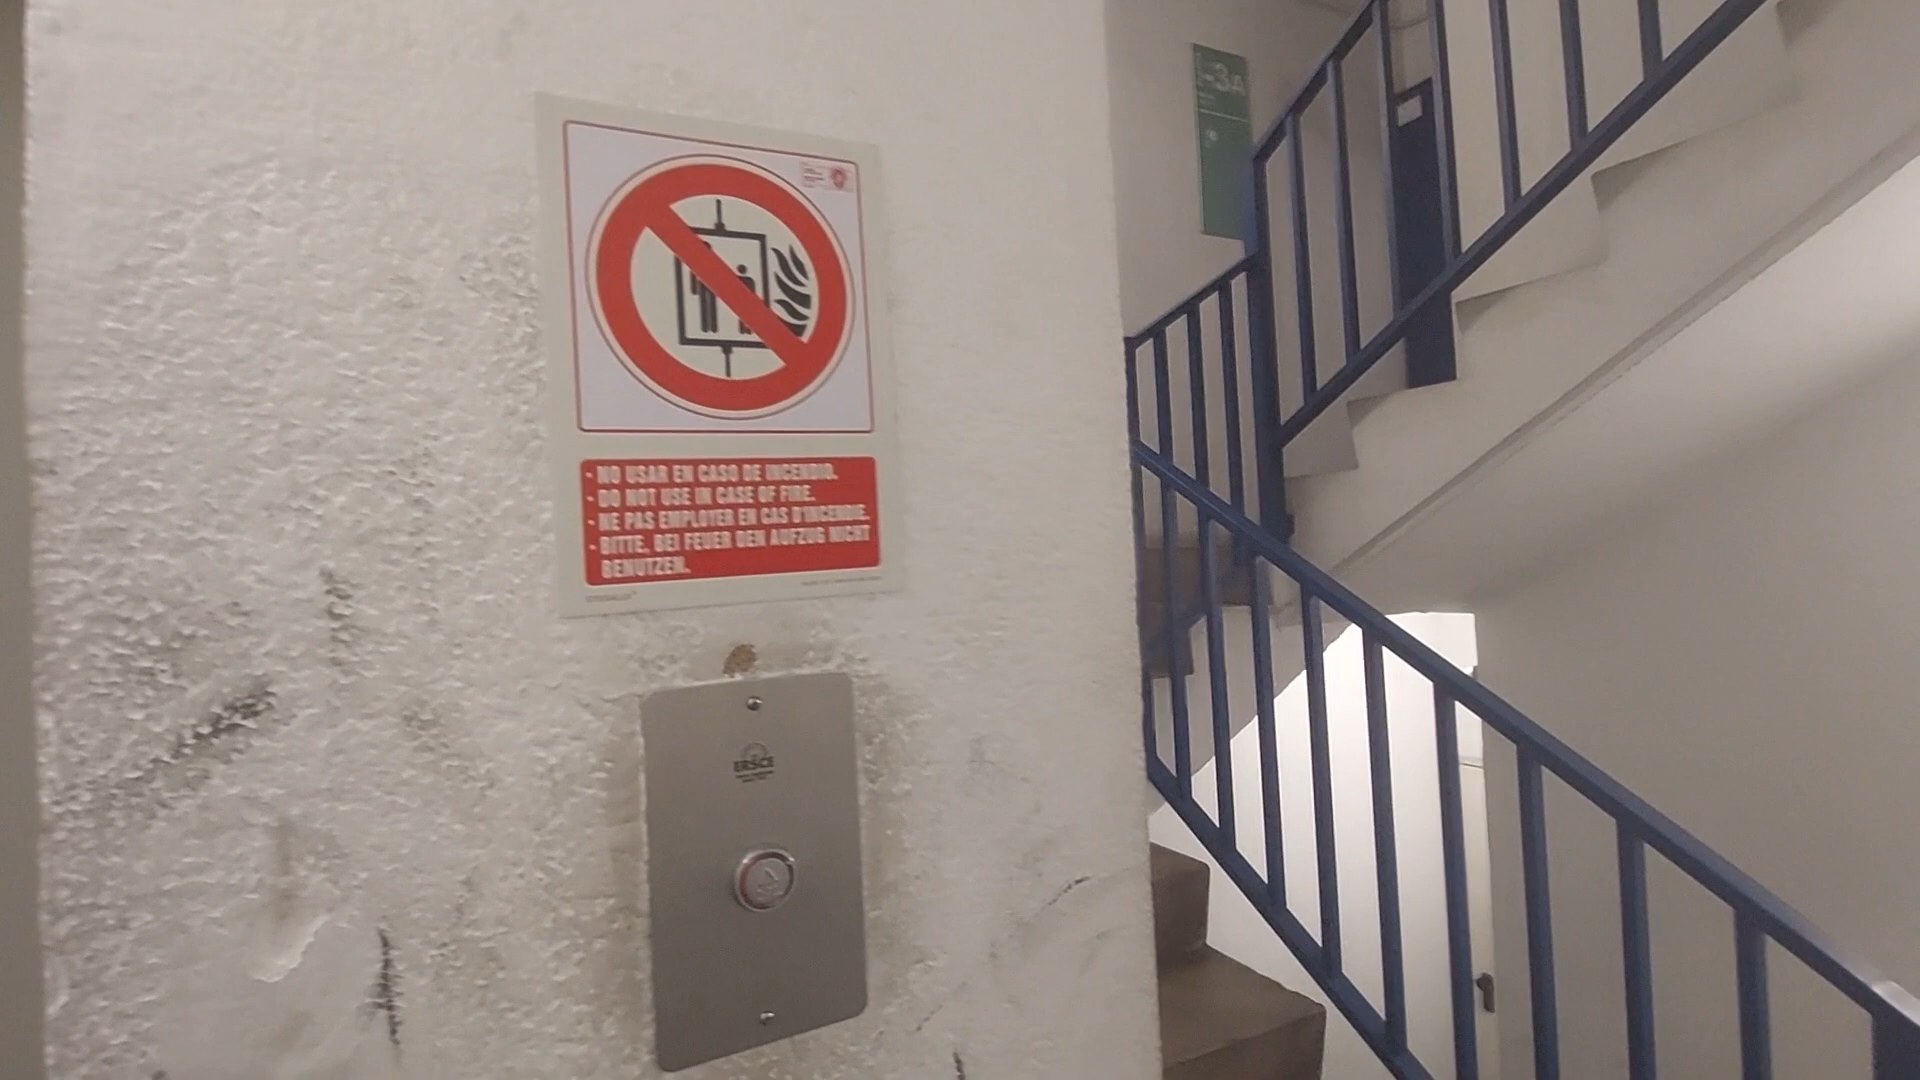 - NO USAR EN CASO DE INCENDIO.
- DO NOT USE IN CASE OF FIRE.
- NE PAS EMPLOYER EN CAS D'INCENDIE.
- BITTE, BEI FEUER DEN AUFZUG NICHT
BENUTZEN.
ERSCE
-3A